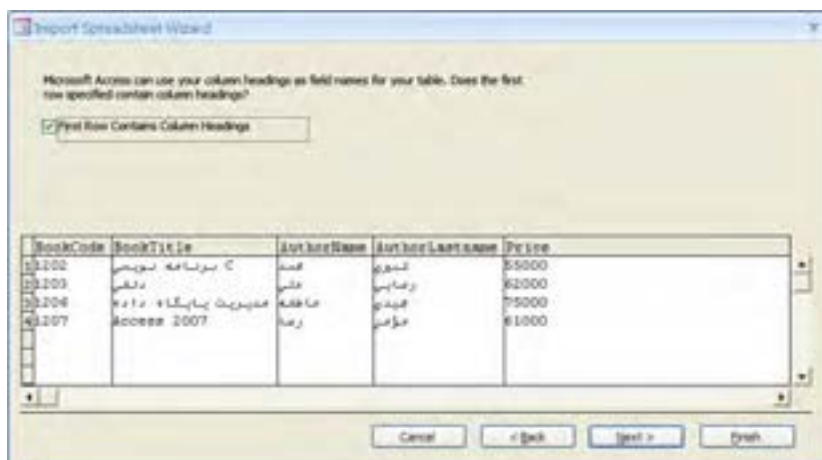 Import Spreadsheet Wizard
Microsoft Access can use your column headings as field names for your table. Does the first
row specified contain column headings?
First Row Contains Column Headings
BookCode BookTitle AuthorName AuthorLastname Price
1 1202 برنامه نویسی C 55000
2 1203 دلفی علی رضایی 62000
3 1206 مدیریت پایگاه داده عاطفه 75000
4 1207 Access 2007 رضا 61000
Cancel < Back Next > Finish